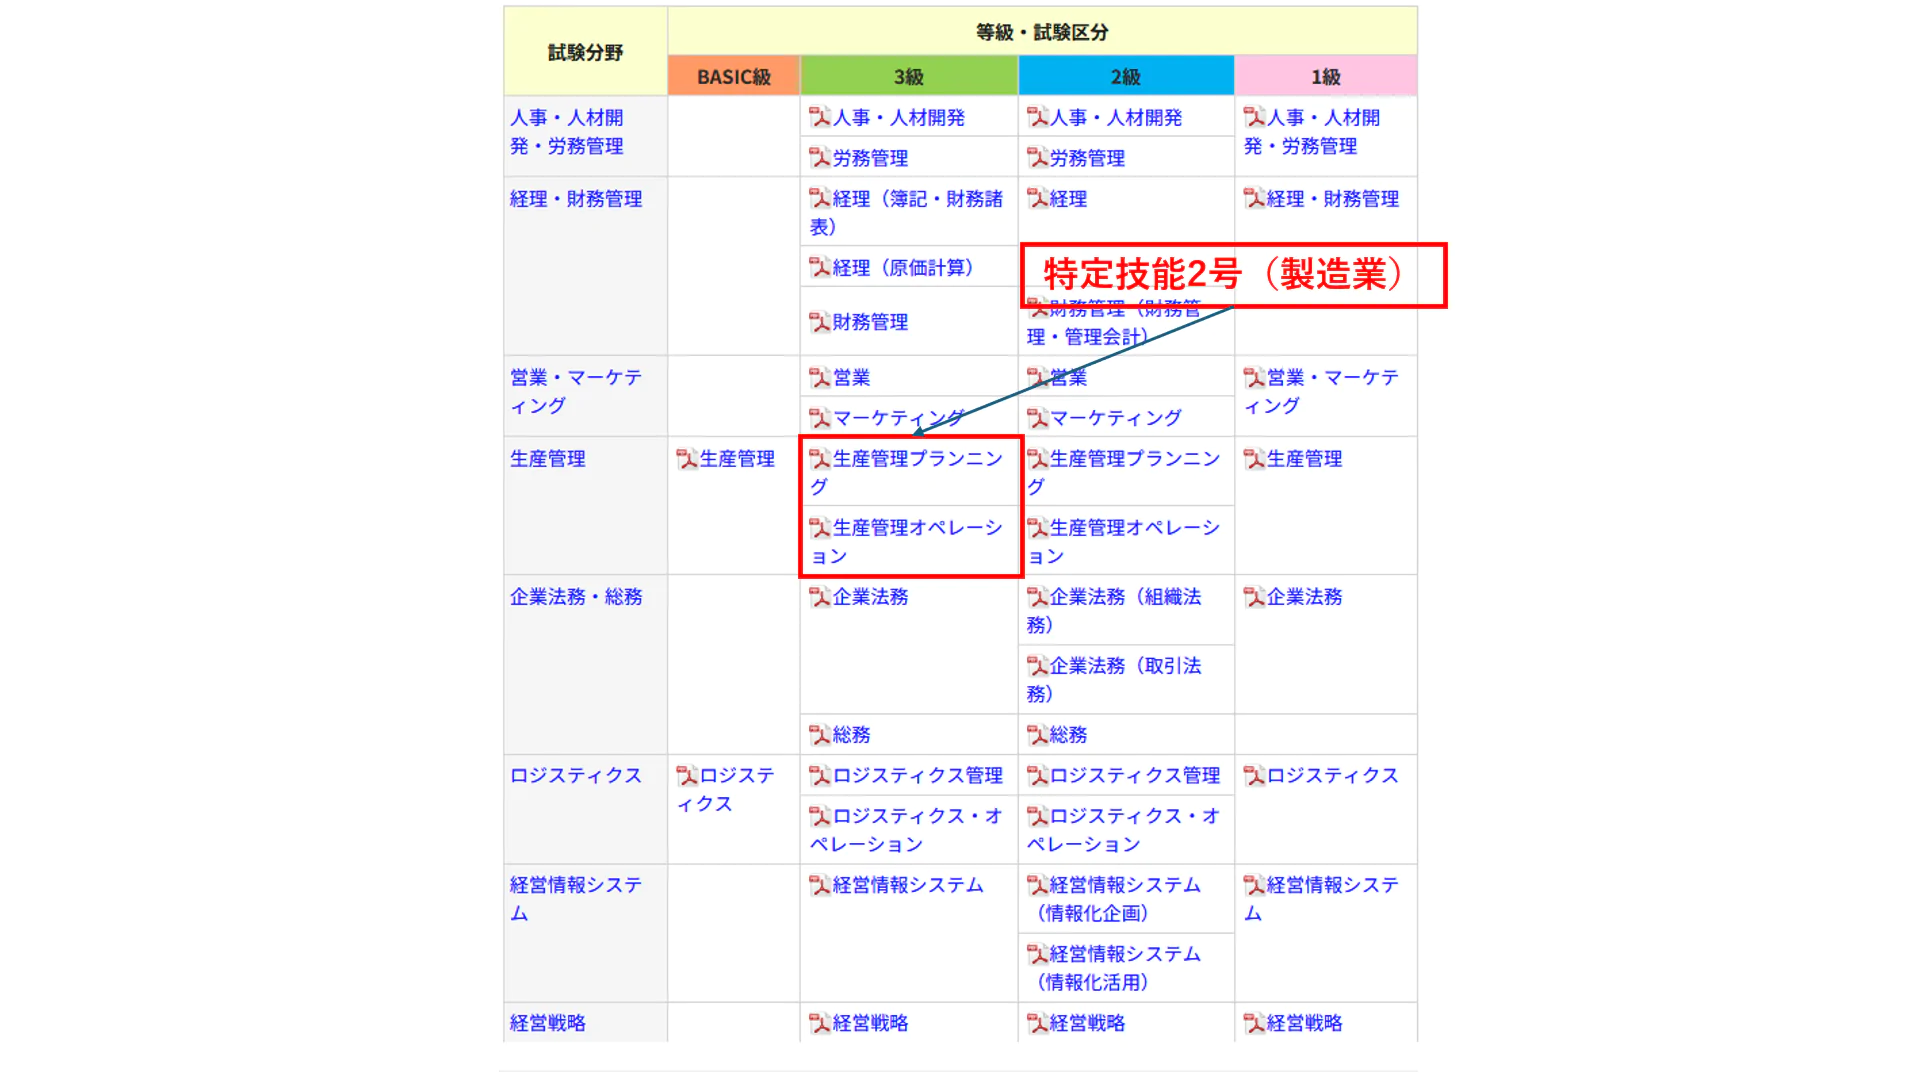 試験分野
等級・試験区分
BASIC級
3級
2級
1級
人事・人材開
発・労務管理
人事・人材開発
労務管理
人事・人材開発
労務管理
人事・人材開
発・労務管理
経理・財務管理
経理（簿記・財務諸
表）
経理（原価計算）
財務管理
経理
特定技能2号（製造業）
財務管理（財務管
理・管理会計）
経理・財務管理
営業・マーケテ
ィング
営業
マーケティング
営業
マーケティング
営業・マーケテ
ィング
生産管理
生産管理
生産管理プランニン
グ
生産管理オペレーシ
ョン
生産管理プランニン
グ
生産管理オペレーシ
ョン
生産管理
企業法務・総務
企業法務
総務
企業法務（組織法
務）
企業法務（取引法
務）
総務
企業法務
ロジスティクス
ロジステ
ィクス
ロジスティクス管理
ロジスティクス・オ
ペレーション
ロジスティクス管理
ロジスティクス・オ
ペレーション
ロジスティクス
経営情報システ
ム
経営情報システム
経営情報システム
（情報化企画）
経営情報システム
（情報化活用）
経営情報システ
ム
経営戦略
経営戦略
経営戦略
経営戦略